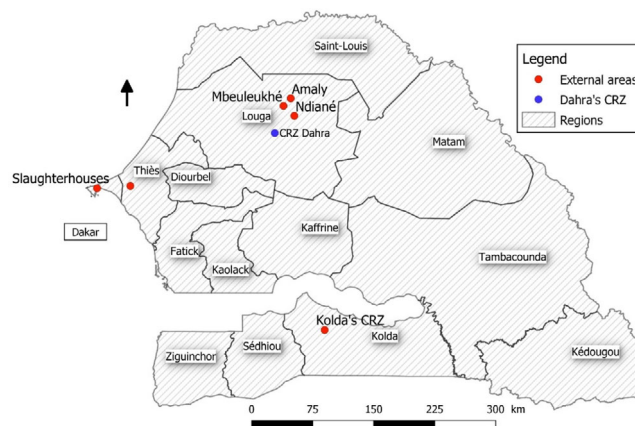 Saint-Louis
Legend
External areas
Dahra's CRZ
Regions
Mbeuleukhé
Amaly
Ndiané
Louga
CRZ Dahra
Matam
Thiès
Diourbel
Slaughterhouses
Dakar
Kaffrine
Fatick
Kaolack
Tambacounda
Kolda's CRZ
Kolda
Sédhiou
Ziguinchor
Kédougou
0 75 150 225 300 km